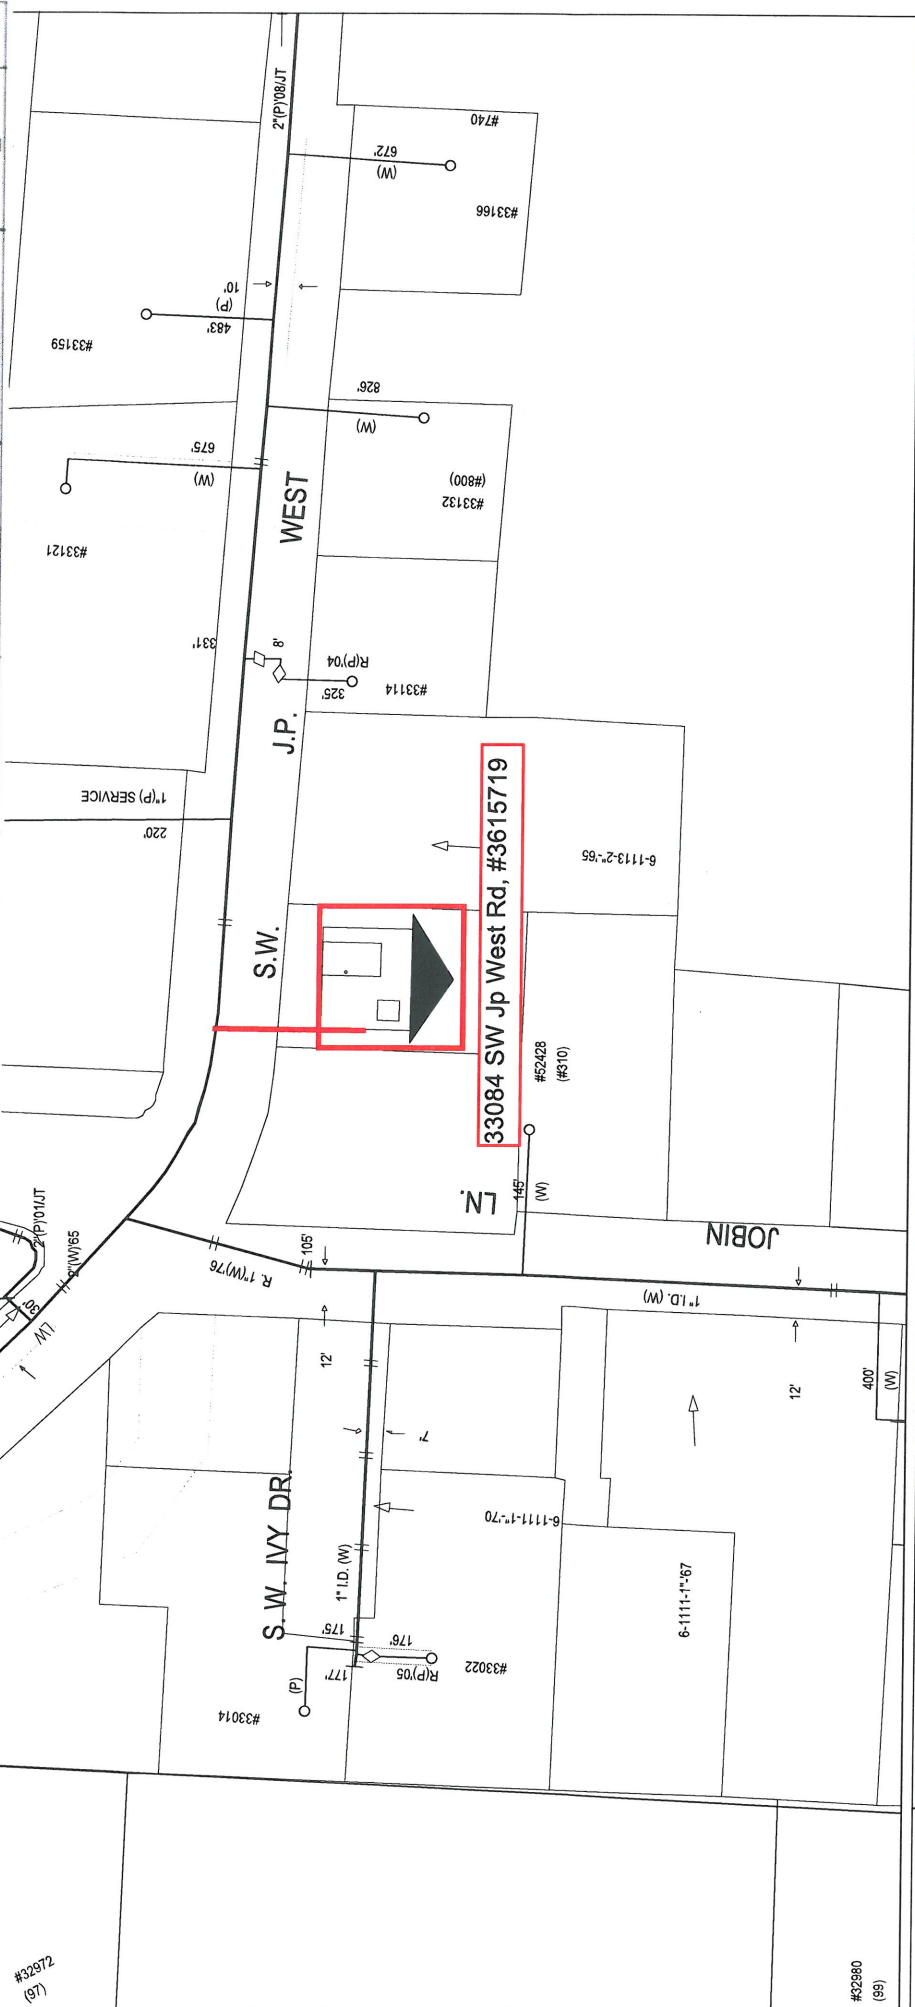 2"(P)'08/JT
#740
672'
(W)
#33166
10'
(P)
483'
#33159
826'
(W)
675'
(W)
(#800)
#33132
#33121
WEST
331'
8'
R(P)'04
325'
#33114
J.P.
1"(P) SERVICE
220'
6-1113-2"-'65
S.W.
33084 SW Jp West Rd, #3615719
#52428
(#310)
LN.
145'
(W)
JOBIN
2"(P)'01/JT
2"(W)'65
30'
105'
R. 1"(W)'76
1" I.D. (W)
12'
12'
400'
(W)
7'
S. W. IVY DR.
1" I.D. (W)
6-1111-1"-'70
6-1111-1"-'67
175'
176'
177'
R(P)'05
(P)
#33022
#33014
#32972
(97)
#32980
(99)